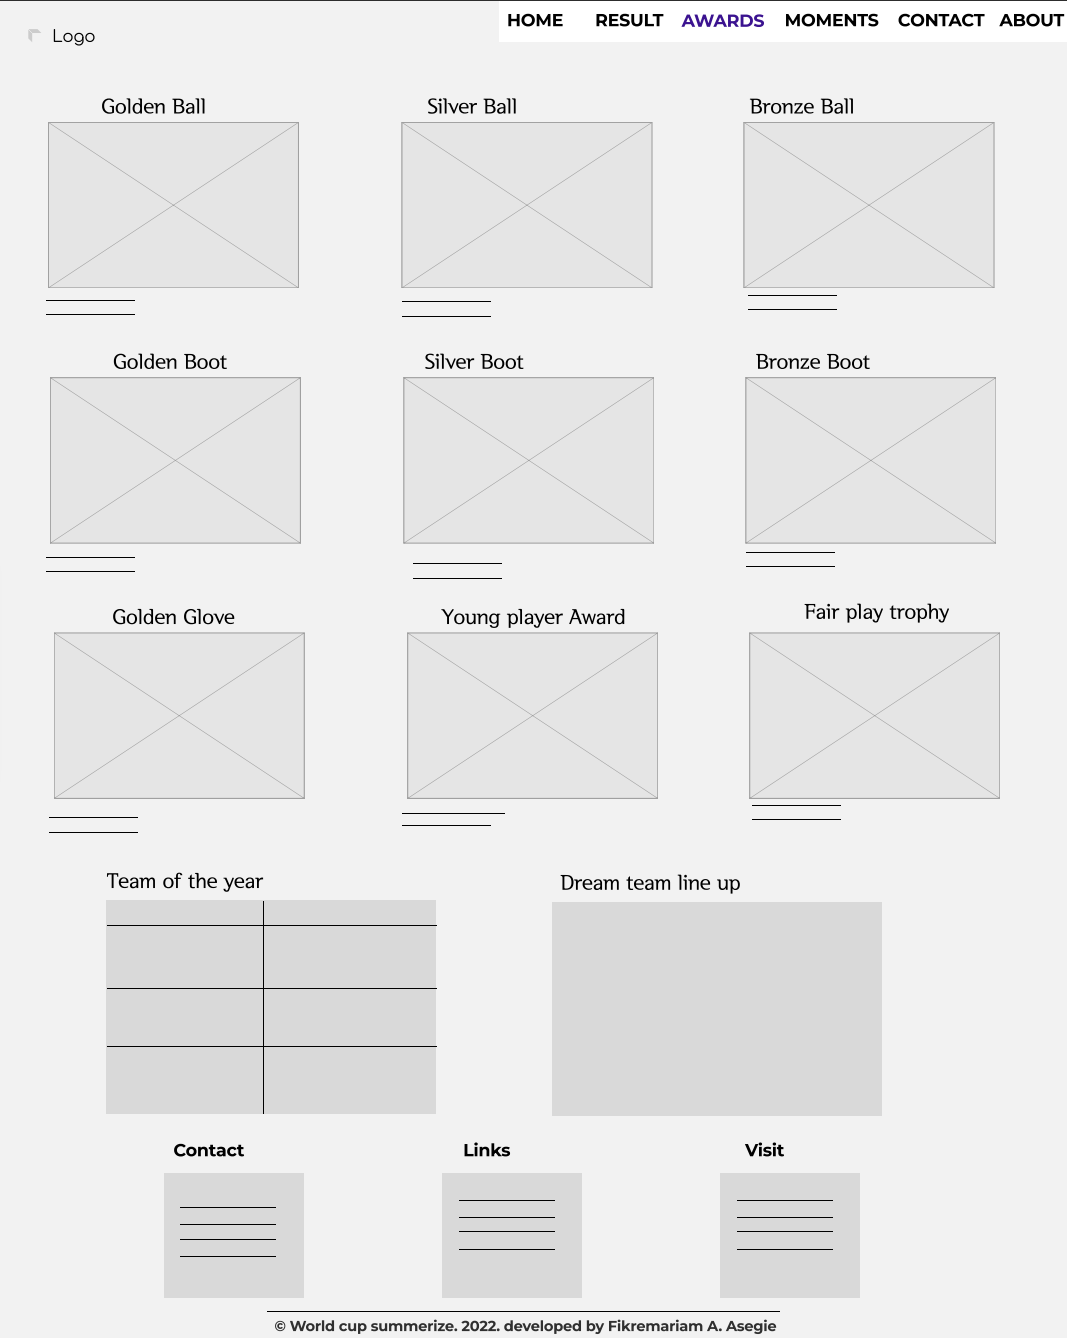 HOME RESULT AWARDS MOMENTS CONTACT ABOUT
Logo
Golden Ball Silver Ball Bronze Ball
Golden Boot Silver Boot Bronze Boot
Golden Glove Young player Award Fair play trophy
Team of the year Dream team line up
Contact Links Visit
© World cup summerize. 2022. developed by Fikremariam A. Asegie